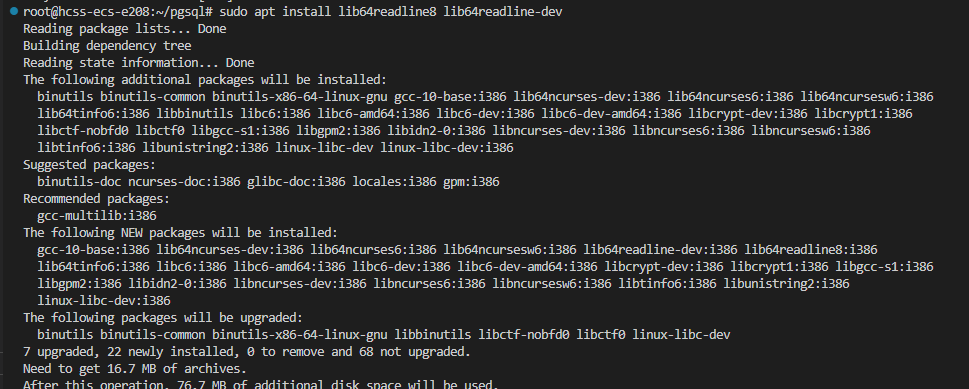 root@hcss-ecs-e208:~/pgsql# sudo apt install lib64readline8 lib64readline-dev
Reading package lists... Done
Building dependency tree
Reading state information... Done
The following additional packages will be installed:
binutils binutils-common binutils-x86-64-linux-gnu gcc-10-base:i386 lib64ncurses-dev:i386 lib64ncurses6:i386 lib64ncursesw6:i386
lib64tinfo6:i386 libbinutils libc6:i386 libc6-amd64:i386 libc6-dev:i386 libc6-dev-amd64:i386 libcrypt-dev:i386 libcrypt1:i386
libctf-nobfd0 libctf0 libgcc-s1:i386 libgpm2:i386 libidn2-0:i386 libncurses-dev:i386 libncurses6:i386 libncursesw6:i386
libtinfo6:i386 libunistring2:i386 linux-libc-dev linux-libc-dev:i386
Suggested packages:
binutils-doc ncurses-doc:i386 glibc-doc:i386 locales:i386 gpm:i386
Recommended packages:
gcc-multilib:i386
The following NEW packages will be installed:
gcc-10-base:i386 lib64ncurses-dev:i386 lib64ncurses6:i386 lib64ncursesw6:i386 lib64readline-dev:i386 lib64readline8:i386
lib64tinfo6:i386 libc6:i386 libc6-amd64:i386 libc6-dev:i386 libc6-dev-amd64:i386 libcrypt-dev:i386 libcrypt1:i386 libgcc-s1:i386
libgpm2:i386 libidn2-0:i386 libncurses-dev:i386 libncurses6:i386 libncursesw6:i386 libtinfo6:i386 libunistring2:i386
linux-libc-dev:i386
The following packages will be upgraded:
binutils binutils-common binutils-x86-64-linux-gnu libbinutils libctf-nobfd0 libctf0 linux-libc-dev
7 upgraded, 22 newly installed, 0 to remove and 68 not upgraded.
Need to get 16.7 MB of archives.
After this operation, 76.7 MB of additional disk space will be used.